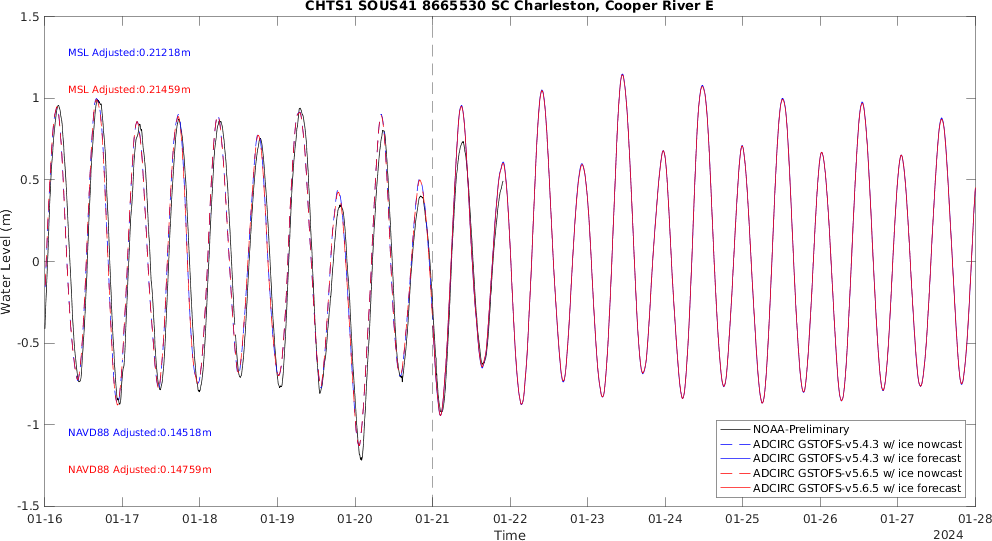 CHTS1 SOUS41 8665530 SC Charleston, Cooper River E
1.5
1
0.5
0
-0.5
-1
-1.5
Water Level (m)
MSL Adjusted:0.21218m
MSL Adjusted:0.21459m
NAVD88 Adjusted:0.14518m
NAVD88 Adjusted:0.14759m
NOAA-Preliminary
ADCIRC GSTOFS-v5.4.3 w/ ice nowcast
ADCIRC GSTOFS-v5.4.3 w/ ice forecast
ADCIRC GSTOFS-v5.6.5 w/ ice nowcast
ADCIRC GSTOFS-v5.6.5 w/ ice forecast
01-16 01-17 01-18 01-19 01-20 01-21 01-22 01-23 01-24 01-25 01-26 01-27 01-28
Time
2024